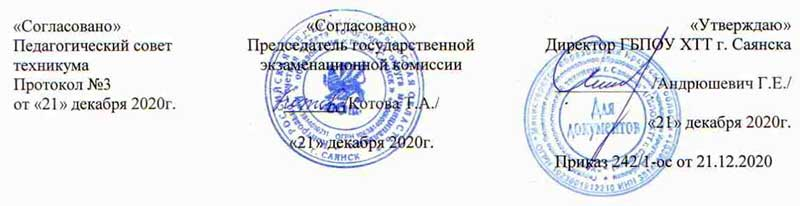 «Согласовано»
Педагогический совет
техникума
Протокол №3
от «21» декабря 2020г.
«Согласовано»
Председатель государственной
экзаменационной комиссии
/Котова Т.А./
«21» декабря 2020г.
г. САЯНСК
«Утверждаю»
Директор ГБПОУ ХТТ г. Саянска
/Андрюшевич Г.Е./
Для
документов
«21» декабря 2020г.
Приказ 242/1-ос от 21.12.2020